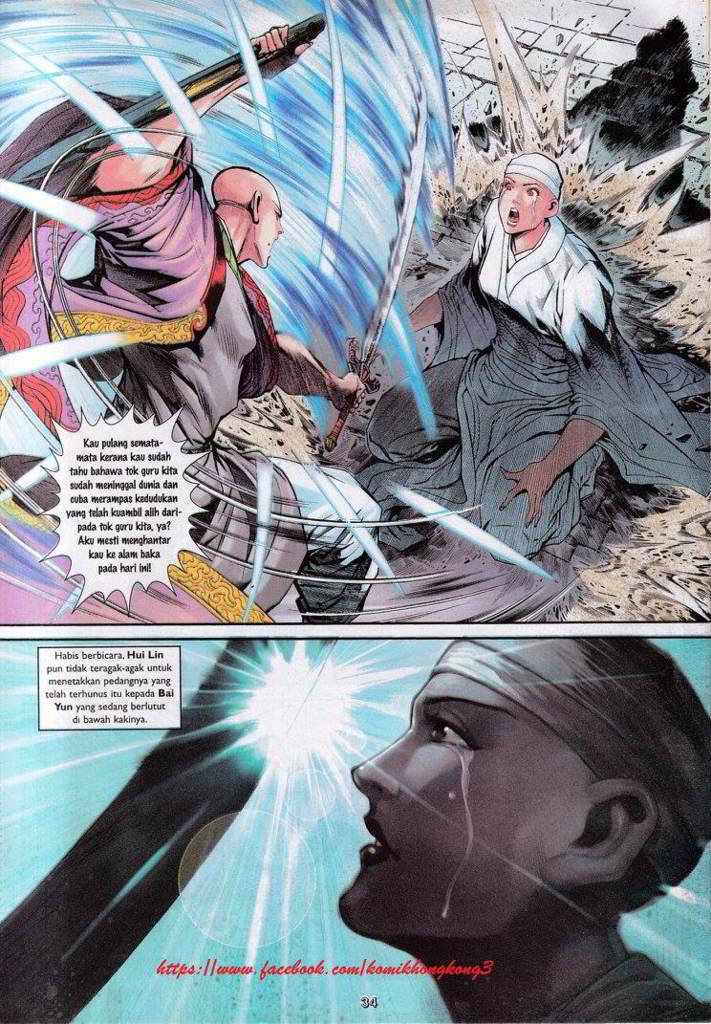 Kau pulang semata-
mata kerana kau sudah
tahu bahawa tok guru kita
sudah meninggal dunia dan
cuba merampas kedudukan
yang telah kuambil alih dari-
pada tok guru kita, ya?
Aku mesti menghantar
kau ke alam baka
pada hari ini!
Habis berbicara, Hui Lin
pun tidak teragak-agak untuk
menetakkan pedangnya yang
telah terhunus itu kepada Bai
Yun yang sedang berlutut
di bawah kakinya.
https://www.facebook.com/komikhongkong3
34